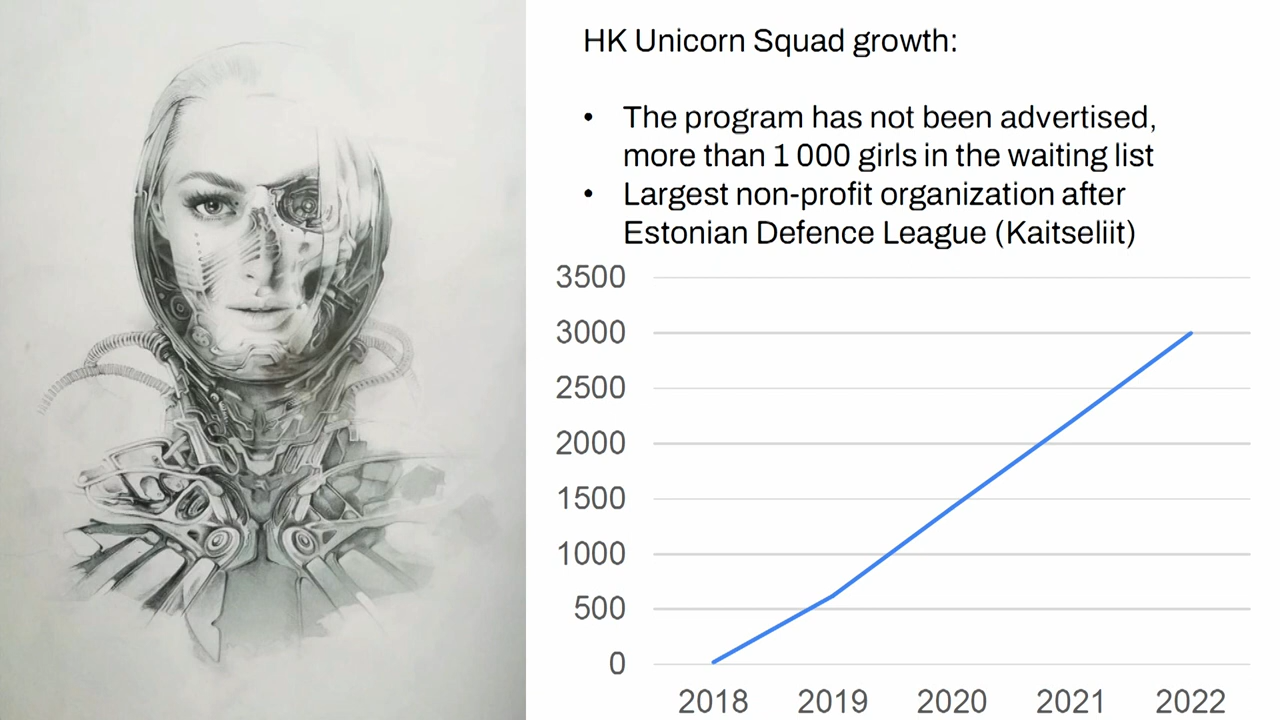 HK Unicorn Squad growth:
• The program has not been advertised,
more than 1 000 girls in the waiting list
• Largest non-profit organization after
Estonian Defence League (Kaitseliit)
3500
3000
2500
2000
1500
1000
500
0
2018 2019 2020 2021 2022